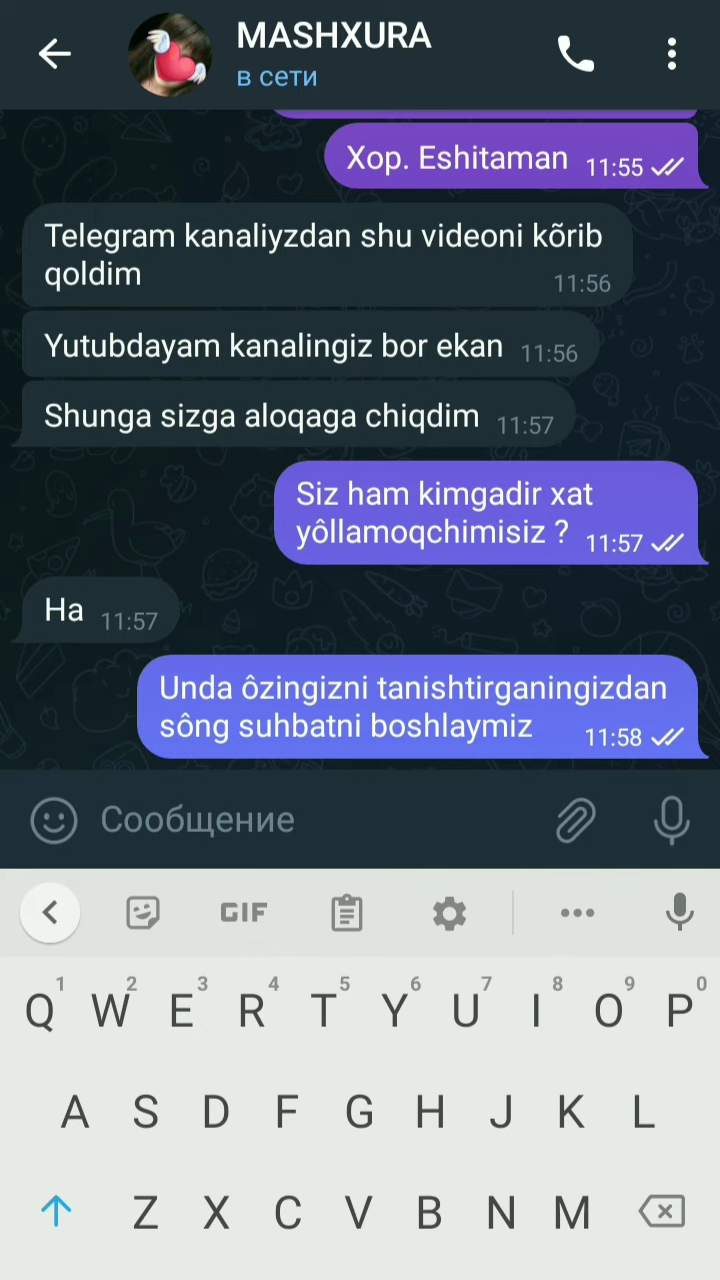 MASHXURA
в сети
Xop. Eshitaman 11:55
Telegram kanaliyzdan shu videoni kõrib
qoldim 11:56
Yutubdayam kanalingiz bor ekan 11:56
Shunga sizga aloqaga chiqdim 11:57
Siz ham kimgadir xat
yôllamoqchimisiz ? 11:57
Ha 11:57
Unda ôzingizni tanishtirganingizdan
sông suhbatni boshlaymiz 11:58
Сообщение
GIF
1 2 3 4 5 6 7 8 9 0
Q W E R T Y U I O P
A S D F G H J K L
Z X C V B N M